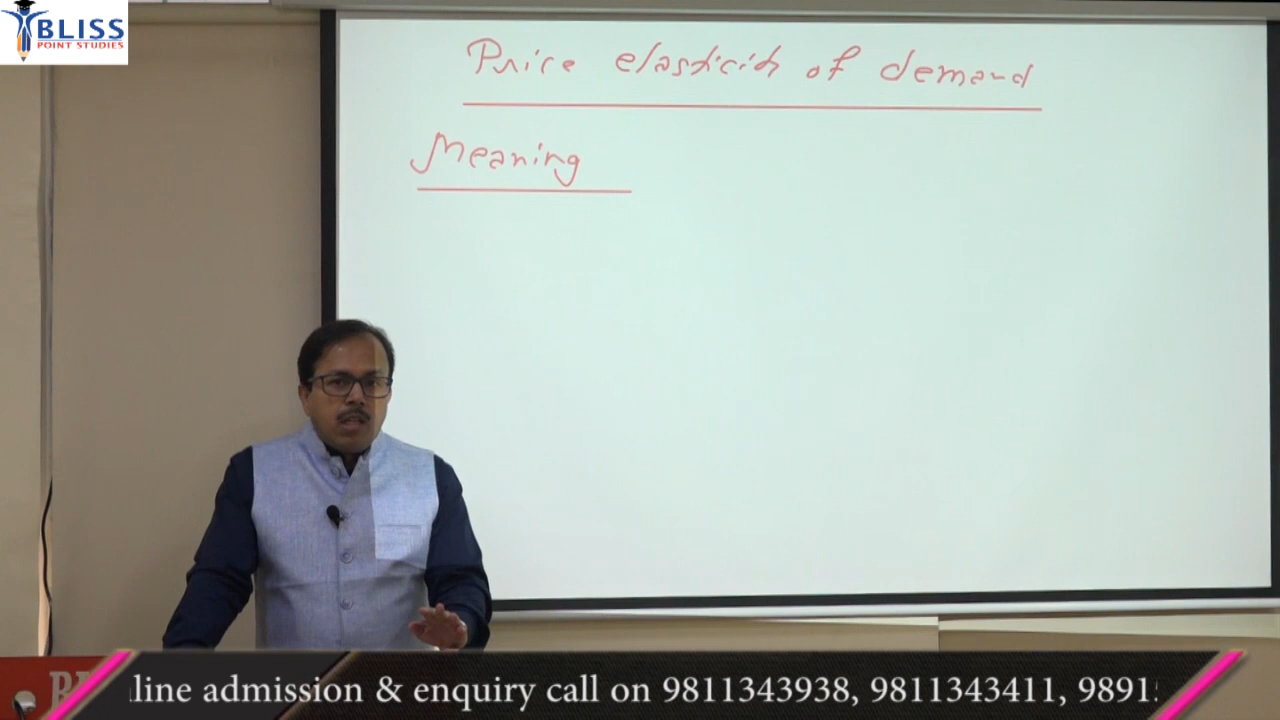 BLISS
POINT STUDIES
Price elasticity of demand
Meaning
line admission & enquiry call on 9811343938, 9811343411, 9891